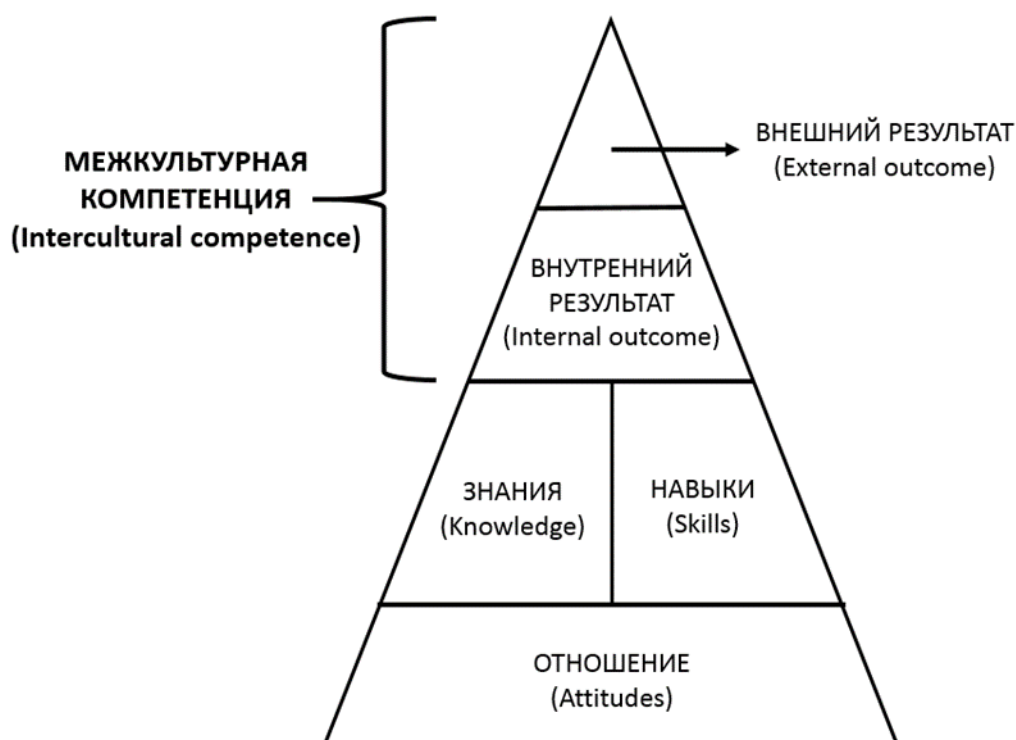 МЕЖКУЛЬТУРНАЯ
КОМПЕТЕНЦИЯ
(Intercultural competence)
ВНЕШНИЙ РЕЗУЛЬТАТ
(External outcome)
ВНУТРЕННИЙ
РЕЗУЛЬТАТ
(Internal outcome)
ЗНАНИЯ
(Knowledge)
НАВЫКИ
(Skills)
ОТНОШЕНИЕ
(Attitudes)